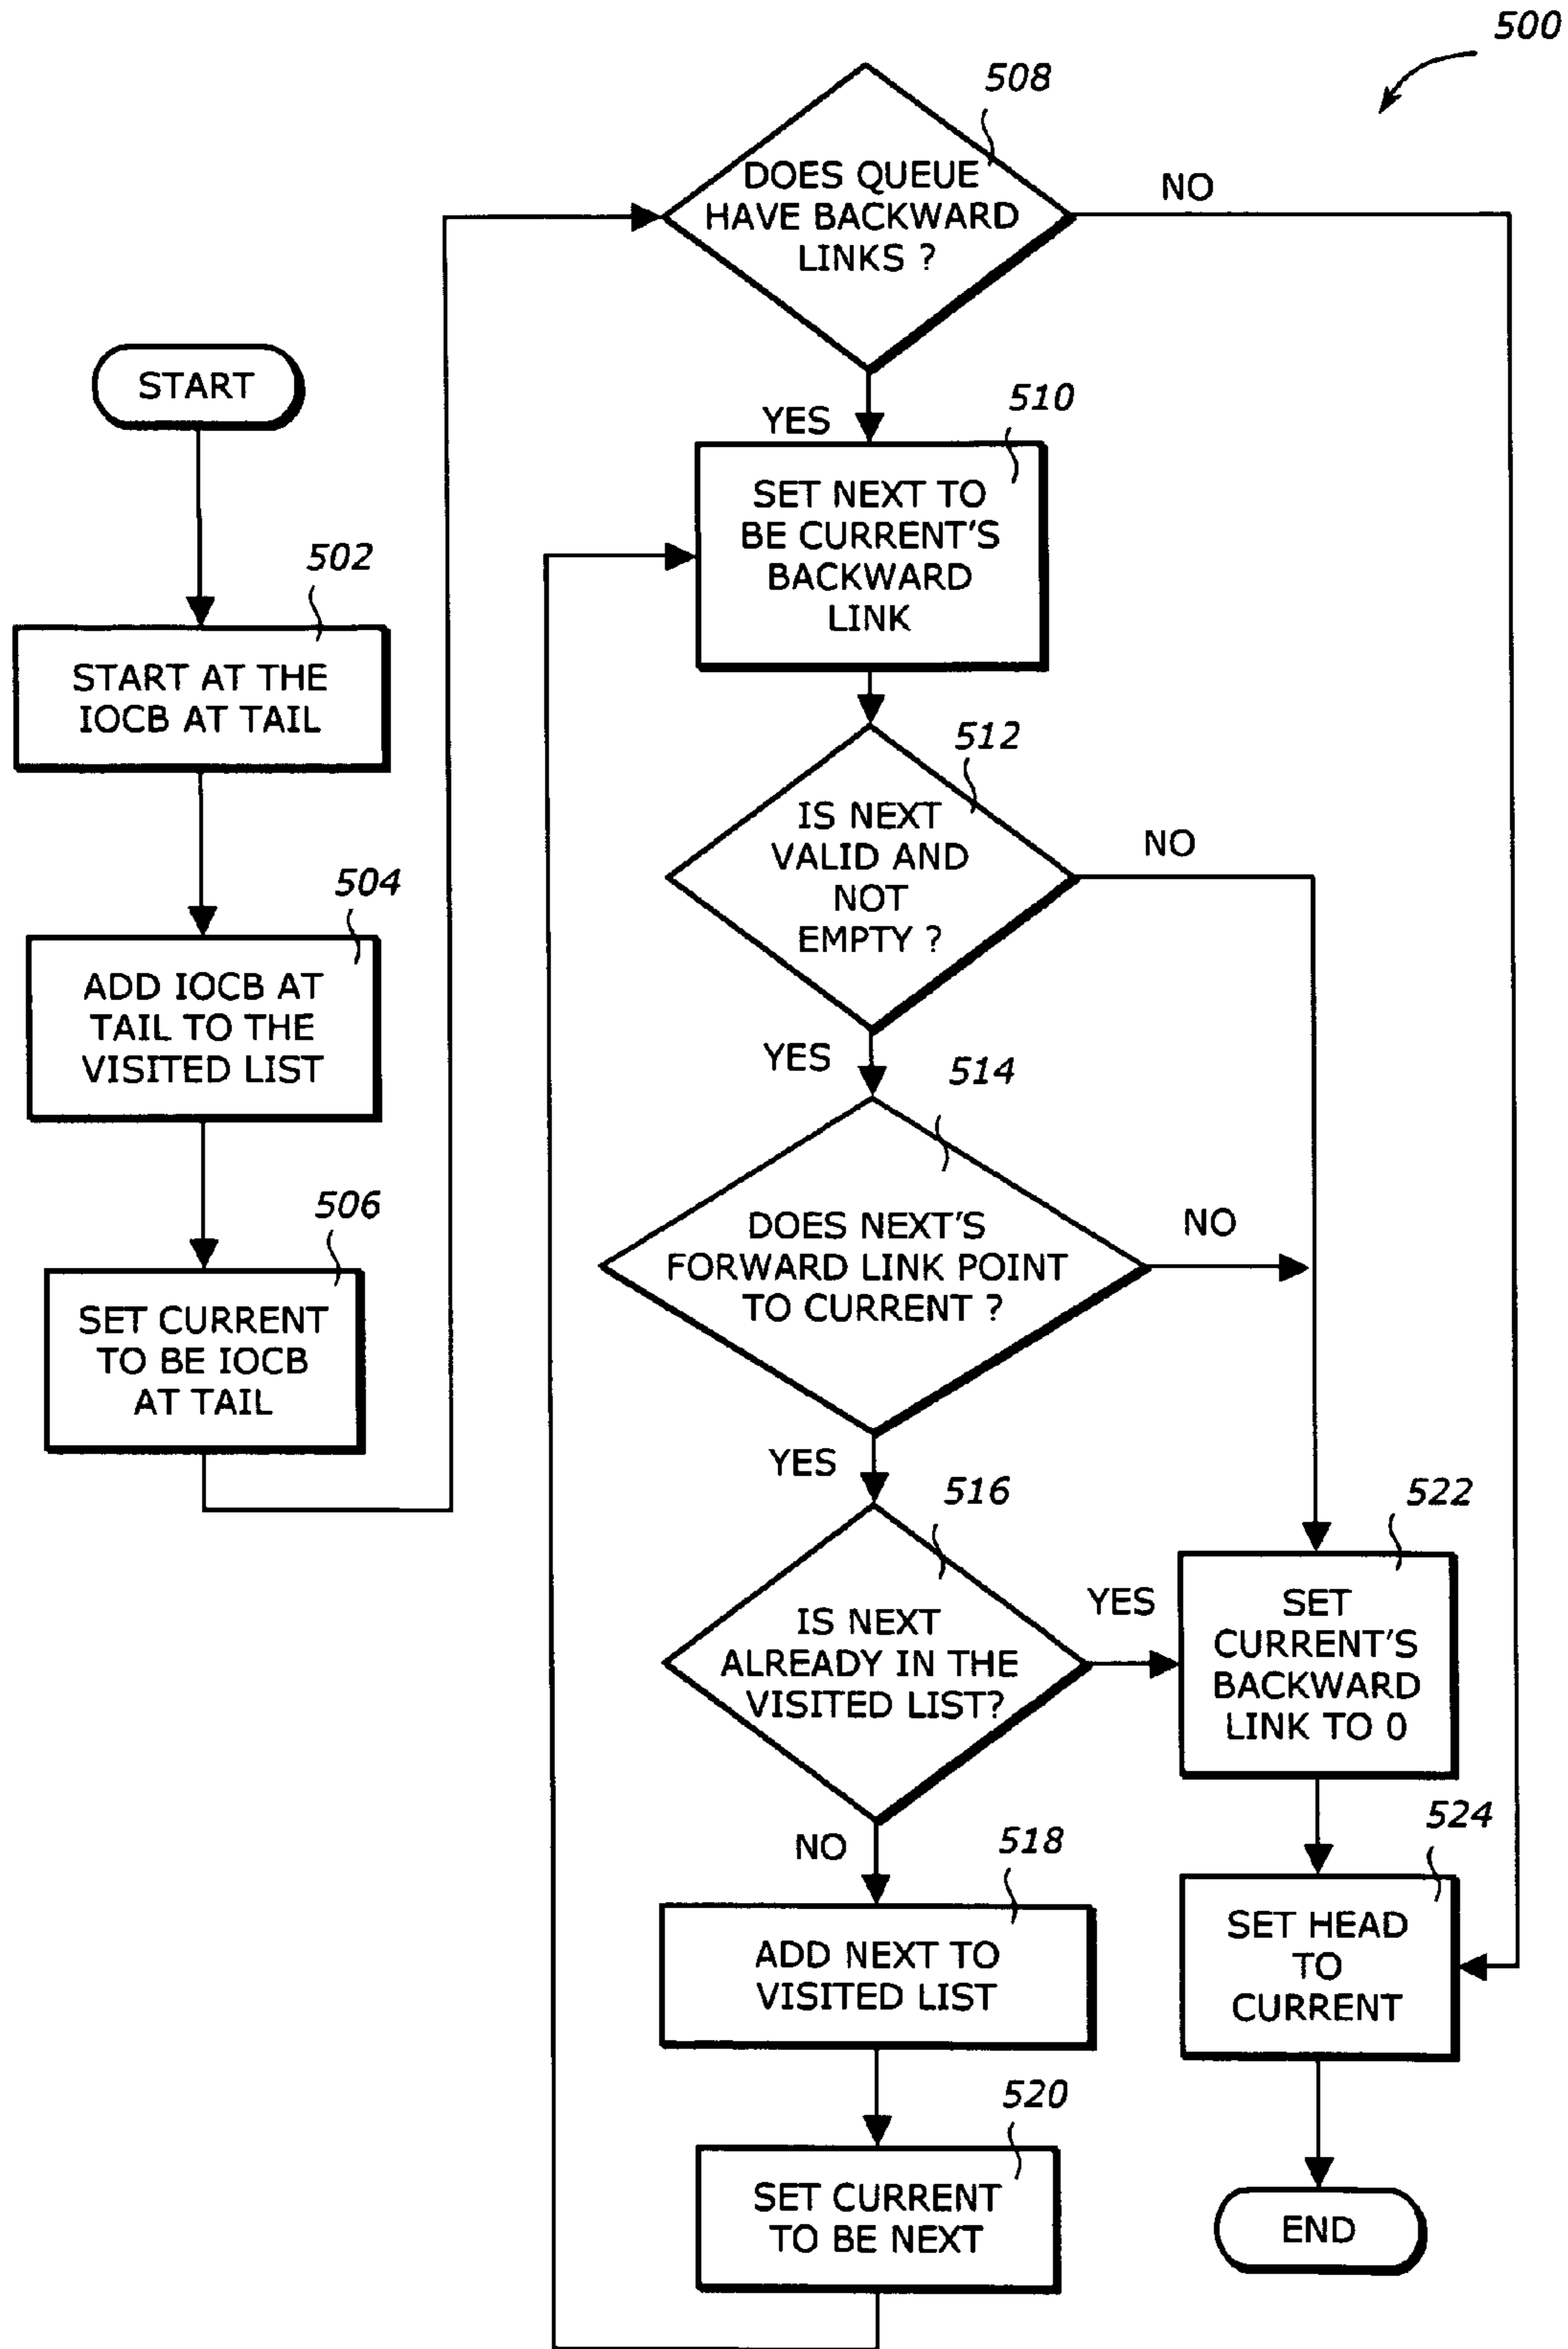 500
START
502
START AT THE
IOCB AT TAIL
504
ADD IOCB AT
TAIL TO THE
VISITED LIST
506
SET CURRENT
TO BE IOCB
AT TAIL
508
DOES QUEUE
HAVE BACKWARD
LINKS ?
NO
YES
510
SET NEXT TO
BE CURRENT'S
BACKWARD
LINK
512
IS NEXT
VALID AND
NOT
EMPTY ?
NO
YES
514
DOES NEXT'S
FORWARD LINK POINT
TO CURRENT ?
NO
YES
516
IS NEXT
ALREADY IN THE
VISITED LIST?
YES
NO
518
ADD NEXT TO
VISITED LIST
520
SET CURRENT
TO BE NEXT
522
SET
CURRENT'S
BACKWARD
LINK TO 0
524
SET HEAD
TO
CURRENT
END